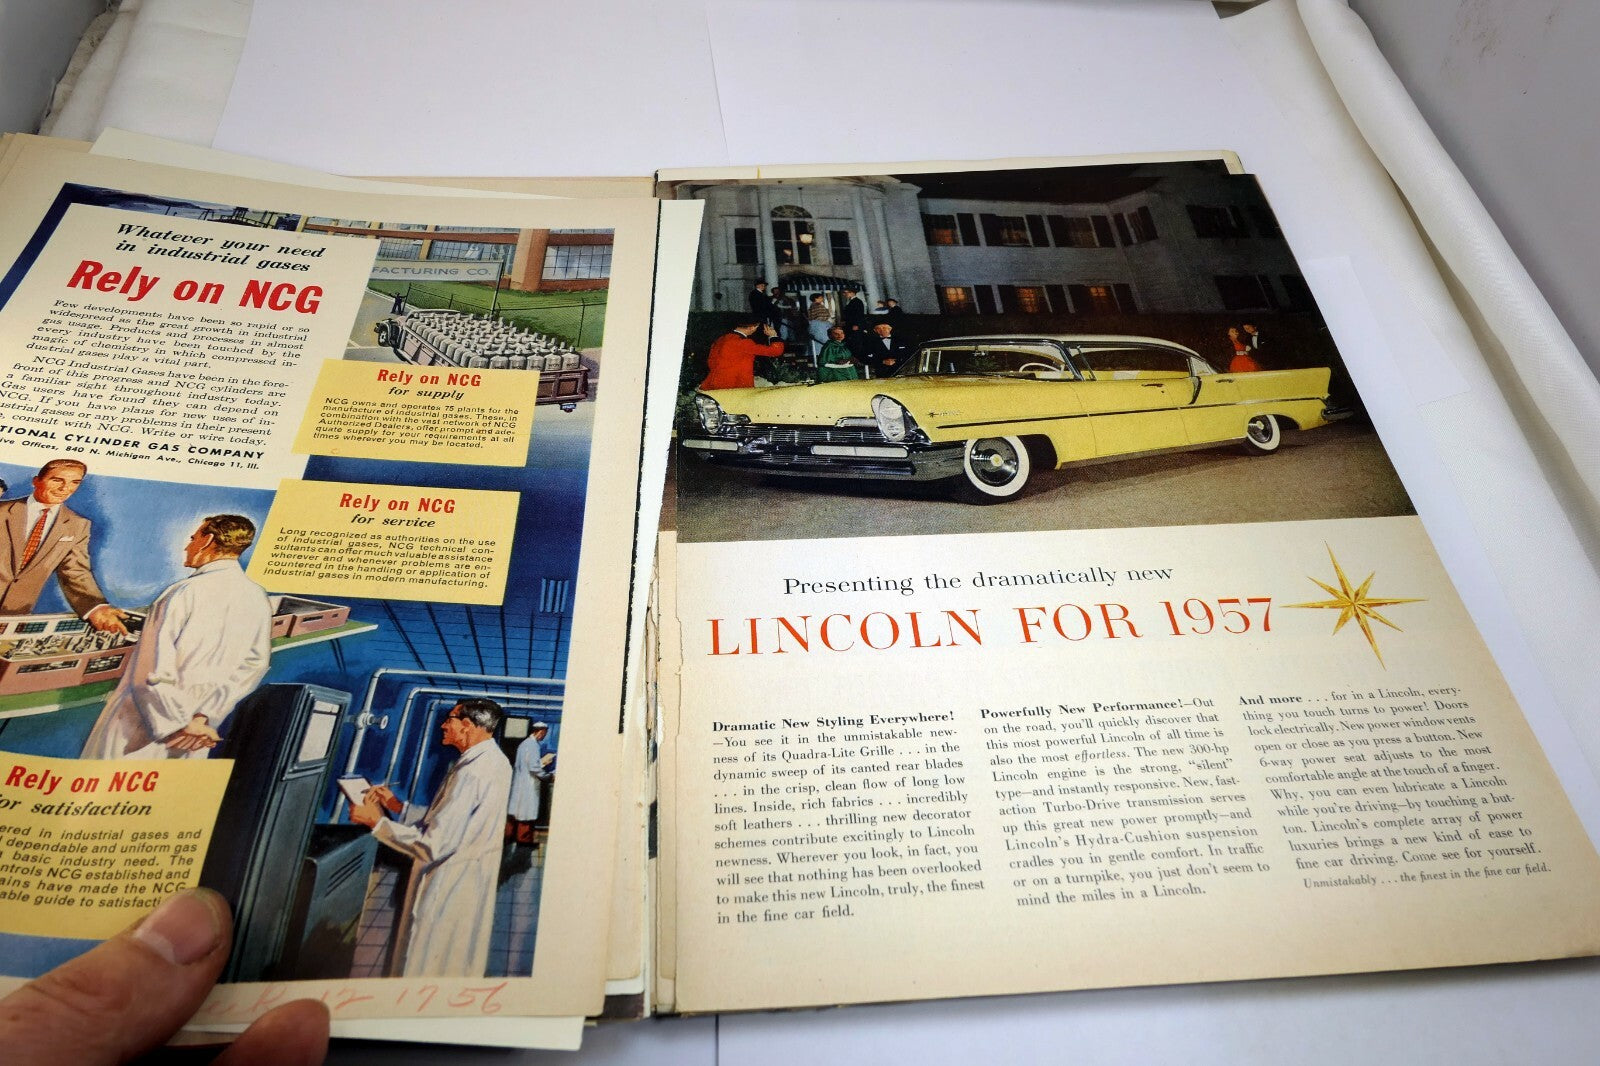 Whatever your need
in industrial gases
Rely on NCG
Few developments have been so rapid or so
widespread as the great growth in industrial
gas usage. Products and processes in almost
every industry have been touched by the
magic of chemistry in which compressed in-
dustrial gases play a vital part.
NCG Industrial Gases have been in the fore-
front of this progress and NCG cylinders are
a familiar sight throughout industry today.
Gas users have found they can depend on
NCG. If you have plans for new uses of in-
ustrial gases or any problems in their present
, consult with NCG. Write or wire today.
TIONAL CYLINDER GAS COMPANY
ive Offices, 840 N. Michigan Ave., Chicago 11, Ill.
FACTURING CO.
Rely on NCG
for supply
NCG owns and operates 75 plants for the
manufacture of industrial gases. These, in
combination with the vast network of NCG
Authorized Dealers, offer prompt and ade-
quate supply for your requirements at all
times wherever you may be located.
Rely on NCG
for service
Long recognized as authorities on the use
of industrial gases, NCG technical con-
sultants can offer much valuable assistance
wherever and whenever problems are en-
countered in the handling or application of
industrial gases in modern manufacturing.
Rely on NCG
or satisfaction
ered in industrial gases and
dependable and uniform gas
basic industry need. The
ntrols NCG established and
ains have made the NCG
able guide to satisfacti
12 1756
Presenting the dramatically new
LINCOLN FOR 1957
Dramatic New Styling Everywhere!
—You see it in the unmistakable new-
ness of its Quadra-Lite Grille . . . in the
dynamic sweep of its canted rear blades
. . . in the crisp, clean flow of long low
lines. Inside, rich fabrics . . . incredibly
soft leathers . . . thrilling new decorator
schemes contribute excitingly to Lincoln
newness. Wherever you look, in fact, you
will see that nothing has been overlooked
to make this new Lincoln, truly, the finest
in the fine car field.
Powerfully New Performance!—Out
on the road, you'll quickly discover that
this most powerful Lincoln of all time is
also the most effortless. The new 300-hp
Lincoln engine is the strong, “silent”
type—and instantly responsive. New, fast-
action Turbo-Drive transmission serves
up this great new power promptly—and
Lincoln's Hydra-Cushion suspension
cradles you in gentle comfort. In traffic
or on a turnpike, you just don't seem to
mind the miles in a Lincoln.
And more . . . for in a Lincoln, every-
thing you touch turns to power! Doors
lock electrically. New power window vents
open or close as you press a button. New
6-way power seat adjusts to the most
comfortable angle at the touch of a finger.
Why, you can even lubricate a Lincoln
while you're driving—by touching a but-
ton. Lincoln's complete array of power
luxuries brings a new kind of ease to
fine car driving. Come see for yourself.
Unmistakably . . . the finest in the fine car field.